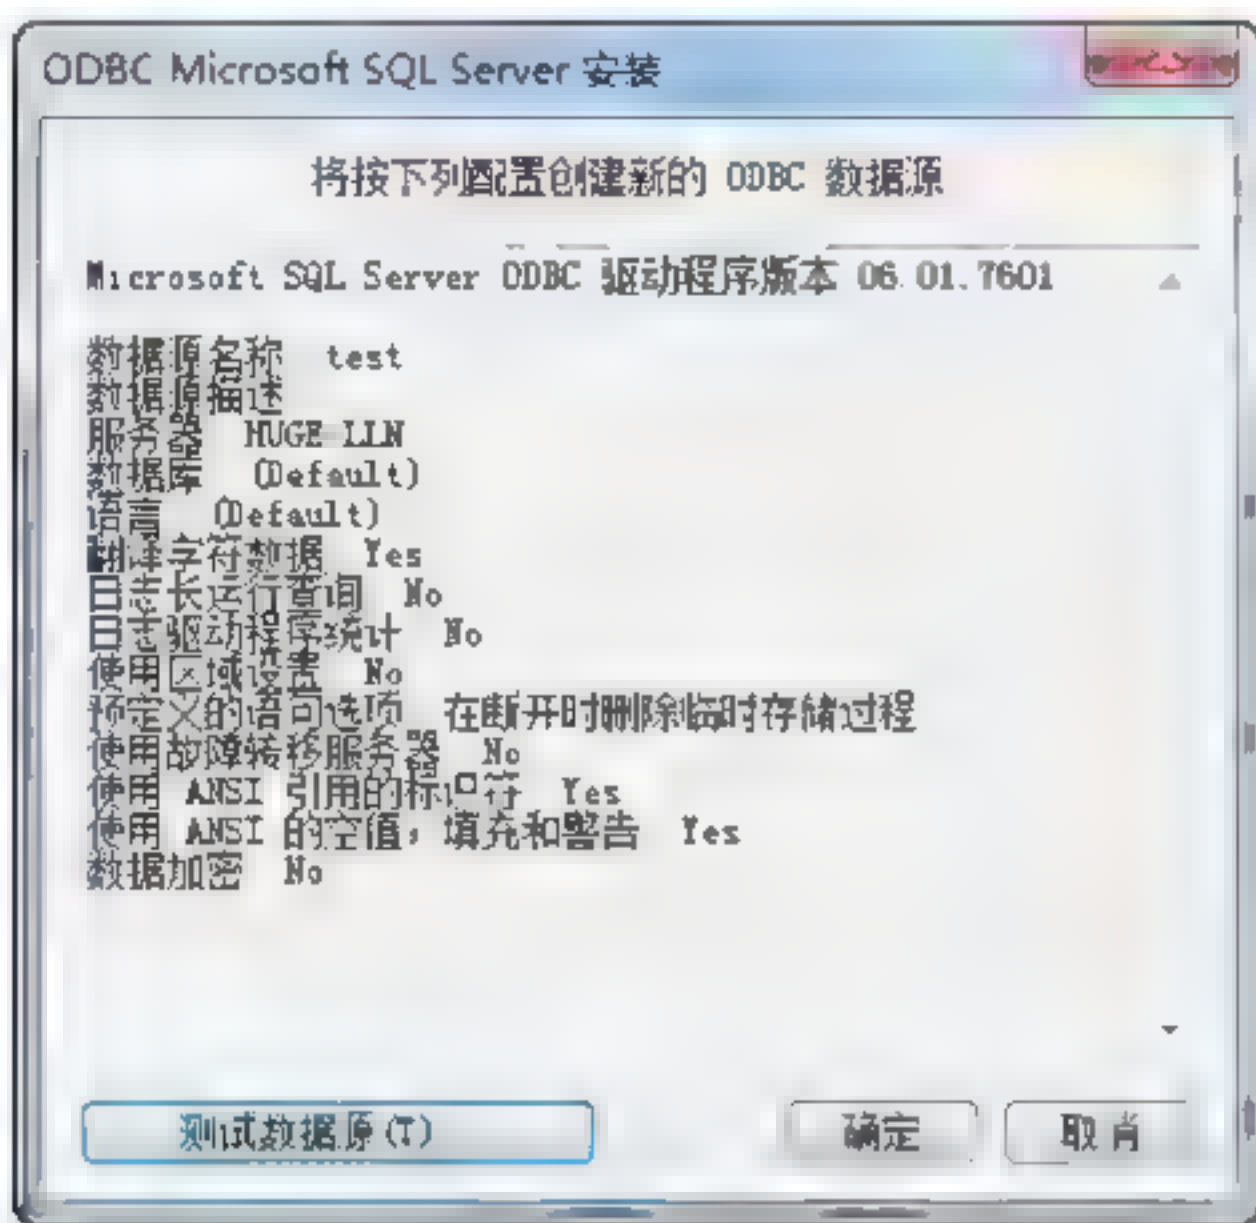 ODBC Microsoft SQL Server 安装
将按下列配置创建新的 ODBC 数据源
Microsoft SQL Server ODBC 驱动程序版本 06.01.7601
数据源名称 test
数据源描述
服务器 HUGE-LLN
数据库 (Default)
语言 (Default)
翻译字符数据 Yes
日志长运行查询 No
日志驱动程序统计 No
使用区域设置 No
预定义的语句选项 在断开时删除临时存储过程
使用故障转移服务器 No
使用 ANSI 引用的标识符 Yes
使用 ANSI 的空值，填充和警告 Yes
数据加密 No
测试数据源(T)
确定
取消